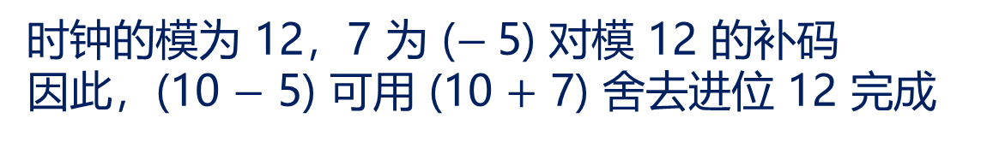 时钟的模为 12，7 为 (– 5) 对模 12 的补码
因此，(10 – 5) 可用 (10 + 7) 舍去进位 12 完成